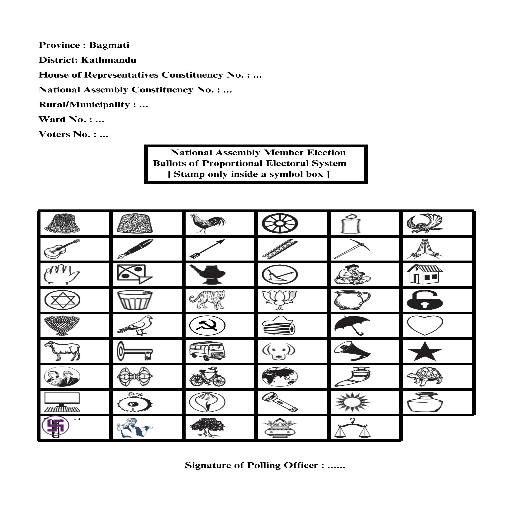 Province : Bagmati
District: Kathmandu
House of Representatives Constituency No. : ...
National Assembly Constituency No. : ...
Rural/Municipality : ...
Ward No. : ...
Voters No. : ...
National Assembly Member Election
Ballots of Proportional Electoral System
[ Stamp only inside a symbol box ]
Signature of Polling Officer : ......